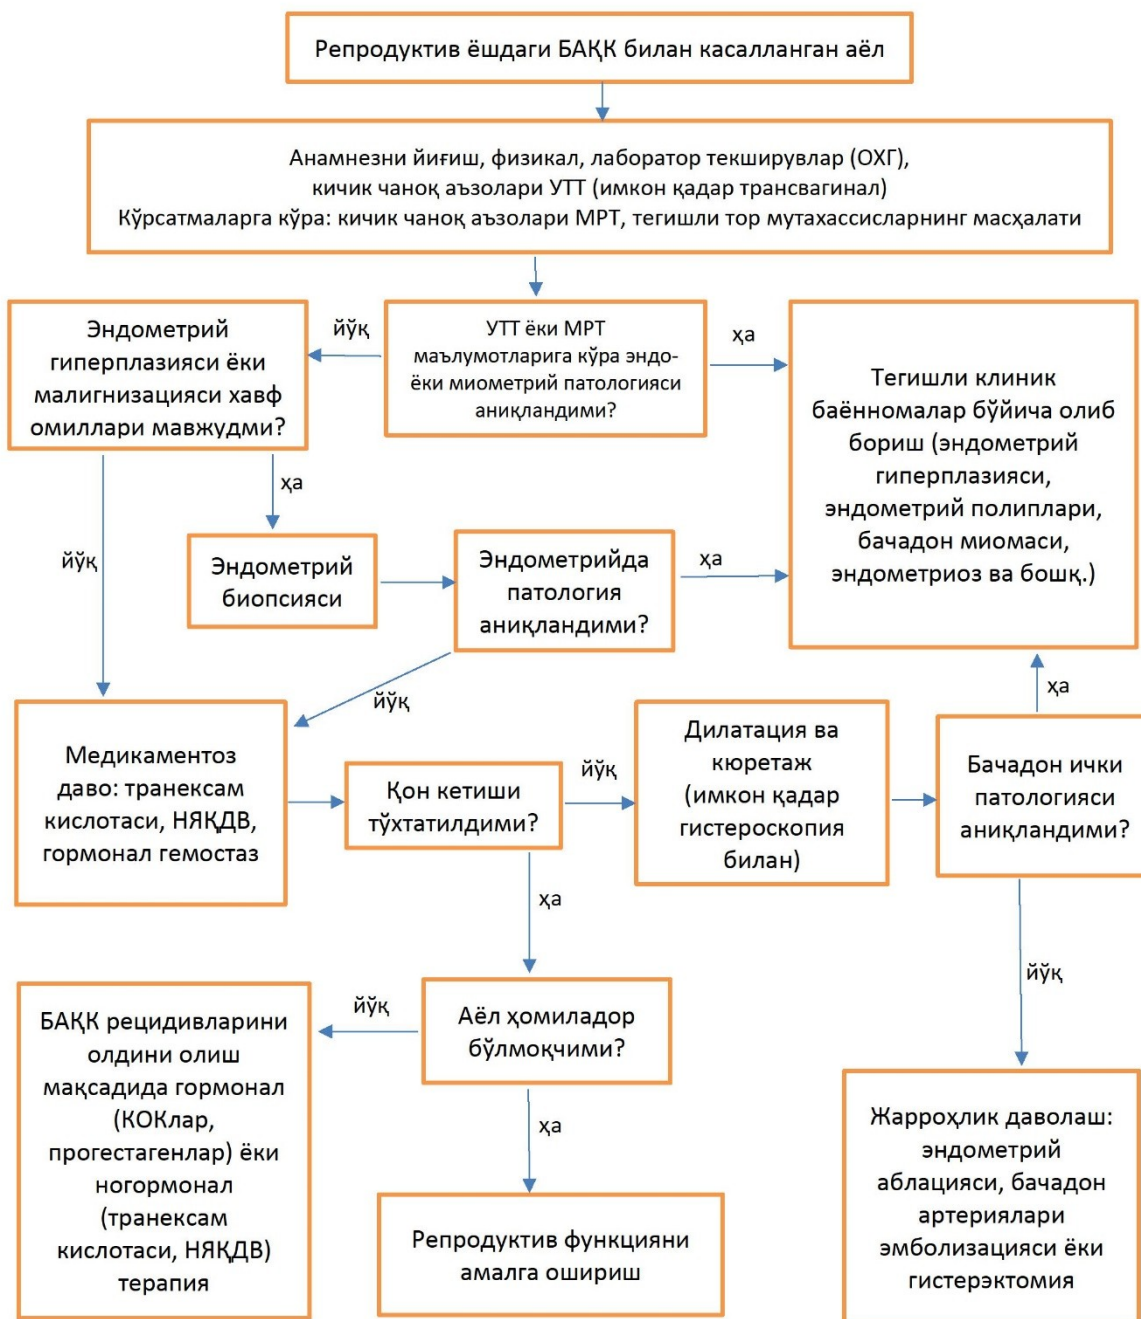 Репродуктив ёшдаги БАҚК билан касалланган аёл
Анамнезни йиғиш, физикал, лаборатор текширувлар (ОХГ),
кичик чаноқ аъзолари УТТ (имкон қадар трансвагинал)
Кўрсатмаларга кўра: кичик чаноқ аъзолари МРТ, тегишли тор мутахассисларнинг масҳалати
Эндометрий
гиперплазияси ёки
малигнизацияси хавф
омиллари мавжудми?
йўқ
УТТ ёки МРТ
маълумотларига кўра эндо-
ёки миометрий патологияси
аниқландими?
ҳа
Тегишли клиник
баённомалар бўйича олиб
бориш (эндометрий
гиперплазияси,
эндометрий полиплари,
бачадон миомаси,
эндометриоз ва бошқ.)
ҳа
йўқ
Эндометрий
биопсияси
Эндометрийда
патология
аниқландими?
ҳа
йўқ
ҳа
Медикаментоз
даво: транексам
кислотаси, НЯҚДВ,
гормонал гемостаз
Қон кетиши
тўхтатилдими?
йўқ
Дилатация ва
кюретаж
(имкон қадар
гистероскопия
билан)
Бачадон ички
патологияси
аниқландими?
ҳа
йўқ
БАҚК рецидивларини
олдини олиш
мақсадида гормонал
(КОКлар,
прогестагенлар) ёки
ногормонал
(транексам
кислотаси, НЯҚДВ)
терапия
йўқ
Аёл ҳомиладор
бўлмоқчими?
ҳа
Репродуктив функцияни
амалга ошириш
Жарроҳлик даволаш:
эндометрий
аблацияси, бачадон
артериялари
эмболизацияси ёки
гистерэктомия